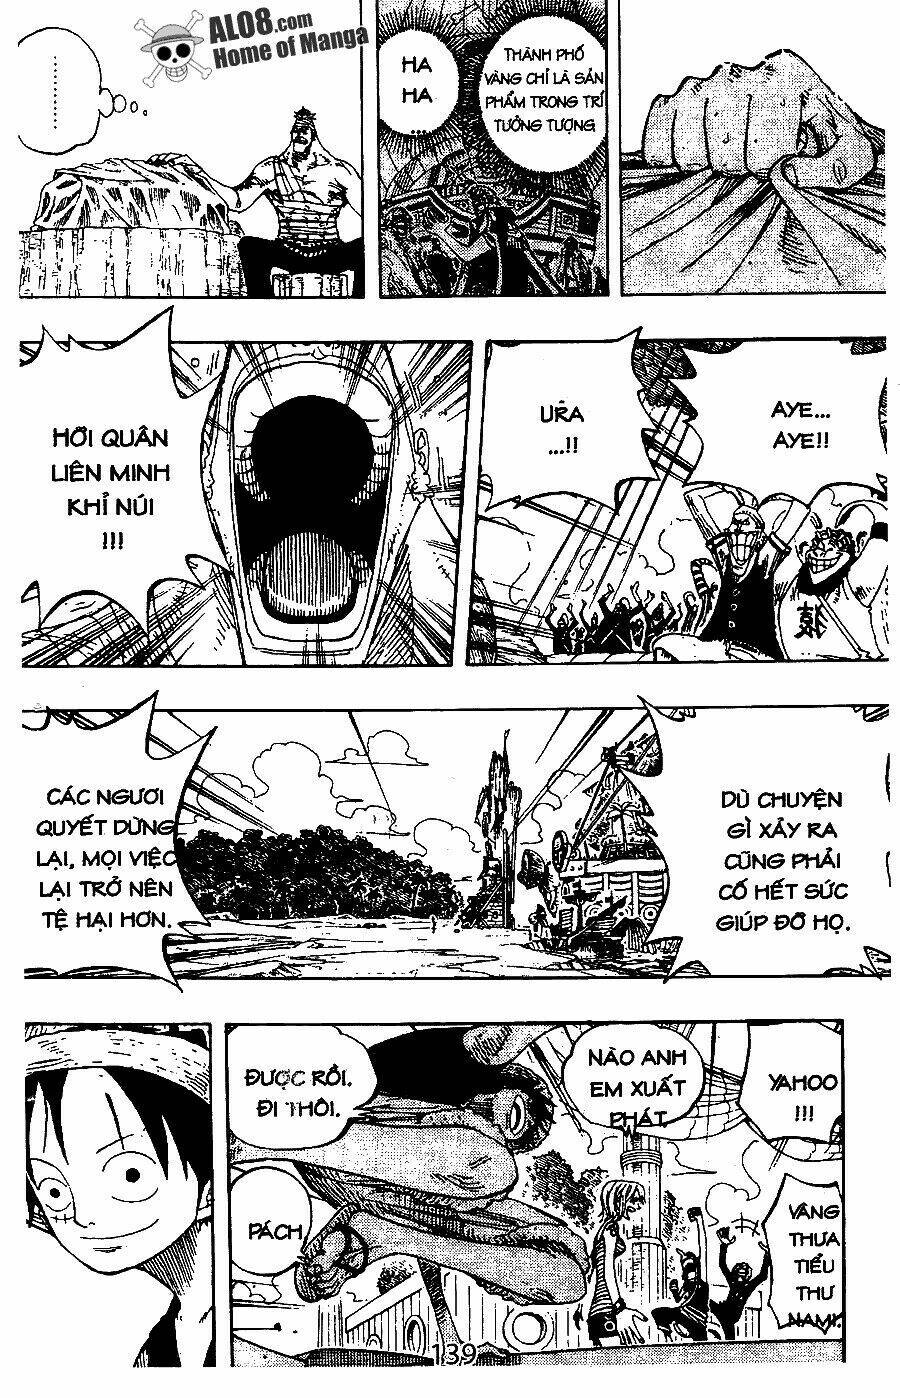 AL08.com
Home of Manga
..........
HA
HA
...
THÀNH PHỐ
VÀNG CHỈ LÀ SẢN
PHẨM TRONG TRÍ
TƯỞNG TƯỢNG
HỠI QUÂN
LIÊN MINH
KHỈ NÚI
!!!
URA
...!!
AYE...
AYE!!
CÁC NGƯƠI
QUYẾT DỪNG
LẠI, MỌI VIỆC
LẠI TRỞ NÊN
TỆ HẠI HƠN.
DÙ CHUYỆN
GÌ XẢY RA
CŨNG PHẢI
CỐ HẾT SỨC
GIÚP ĐỠ HỌ.
ĐƯỢC RỒI.
ĐI THÔI.
NÀO ANH
EM XUẤT
PHÁT.
YAHOO
!!!
PÁCH
VÂNG
THƯA
TIỂU
THƯ
NAMI.
139